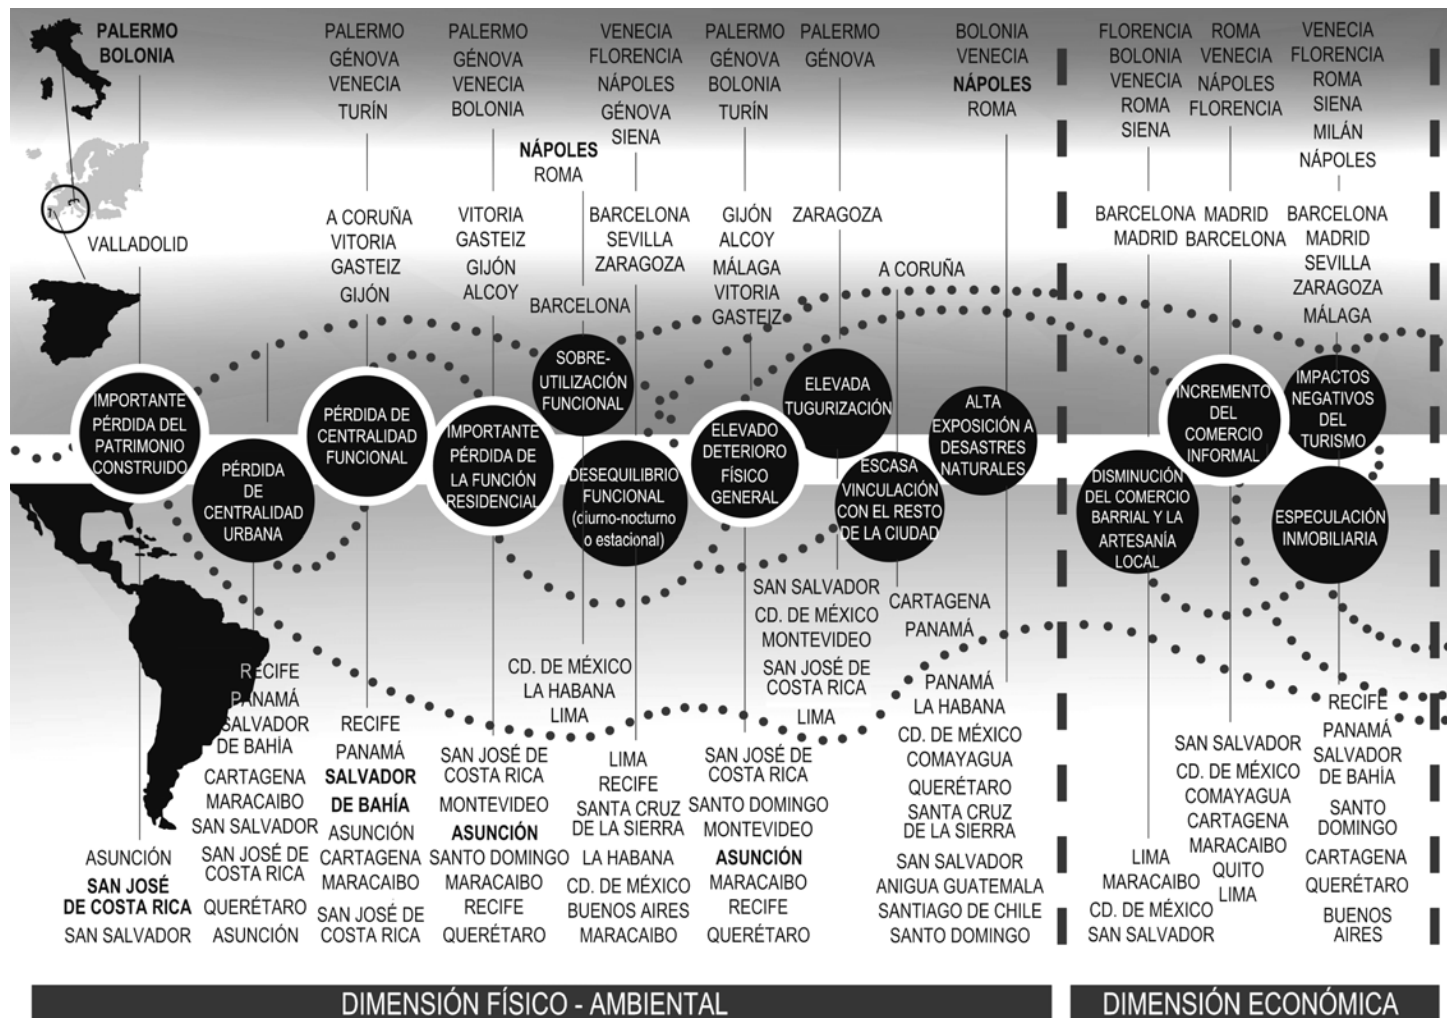 PALERMO
BOLONIA
PALERMO
GÉNOVA
VENECIA
TURÍN
PALERMO
GÉNOVA
VENECIA
BOLONIA
NÁPOLES
ROMA
VENECIA
FLORENCIA
NÁPOLES
GÉNOVA
SIENA
PALERMO
GÉNOVA
BOLONIA
TURÍN
PALERMO
GÉNOVA
BOLONIA
VENECIA
NÁPOLES
ROMA
FLORENCIA
BOLONIA
VENECIA
ROMA
SIENA
ROMA
VENECIA
NÁPOLES
FLORENCIA
VENECIA
FLORENCIA
ROMA
SIENA
MILÁN
NÁPOLES
VALLADOLID
A CORUÑA
VITORIA
GASTEIZ
GIJÓN
VITORIA
GASTEIZ
GIJÓN
ALCOY
BARCELONA
BARCELONA
SEVILLA
ZARAGOZA
GIJÓN
ALCOY
MÁLAGA
VITORIA
GASTEIZ
ZARAGOZA
A CORUÑA
BARCELONA
MADRID
MADRID
BARCELONA
BARCELONA
MADRID
SEVILLA
ZARAGOZA
MÁLAGA
IMPORTANTE
PÉRDIDA DEL
PATRIMONIO
CONSTRUIDO
PÉRDIDA
DE
CENTRALIDAD
URBANA
PÉRDIDA DE
CENTRALIDAD
FUNCIONAL
IMPORTANTE
PÉRDIDA DE
LA FUNCIÓN
RESIDENCIAL
SOBRE-
UTILIZACIÓN
FUNCIONAL
DESEQUILIBRIO
FUNCIONAL
(diurno-nocturno
o estacional)
ELEVADO
DETERIORO
FÍSICO
GENERAL
ELEVADA
TUGURIZACIÓN
ESCASA
VINCULACIÓN
CON EL RESTO
DE LA CIUDAD
ALTA
EXPOSICIÓN A
DESASTRES
NATURALES
DISMINUCIÓN
DEL COMERCIO
BARRIAL Y LA
ARTESANÍA
LOCAL
INCREMENTO
DEL
COMERCIO
INFORMAL
IMPACTOS
NEGATIVOS
DEL
TURISMO
ESPECULACIÓN
INMOBILIARIA
ASUNCIÓN
SAN JOSÉ
DE COSTA RICA
SAN SALVADOR
RECIFE
PANAMÁ
SALVADOR
DE BAHÍA
CARTAGENA
MARACAIBO
SAN SALVADOR
SAN JOSÉ DE
COSTA RICA
QUERÉTARO
ASUNCIÓN
RECIFE
PANAMÁ
SALVADOR
DE BAHÍA
ASUNCIÓN
CARTAGENA
MARACAIBO
SAN JOSÉ DE
COSTA RICA
SAN JOSÉ DE
COSTA RICA
MONTEVIDEO
ASUNCIÓN
SANTO DOMINGO
MARACAIBO
RECIFE
QUERÉTARO
CD. DE MÉXICO
LA HABANA
LIMA
LIMA
RECIFE
SANTA CRUZ
DE LA SIERRA
LA HABANA
CD. DE MÉXICO
BUENOS AIRES
MARACAIBO
SAN JOSÉ DE
COSTA RICA
SANTO DOMINGO
MONTEVIDEO
ASUNCIÓN
MARACAIBO
RECIFE
QUERÉTARO
SAN SALVADOR
CD. DE MÉXICO
MONTEVIDEO
SAN JOSÉ DE
COSTA RICA
LIMA
CARTAGENA
PANAMÁ
PANAMÁ
LA HABANA
CD. DE MÉXICO
COMAYAGUA
QUERÉTARO
SANTA CRUZ
DE LA SIERRA
SAN SALVADOR
ANIGUA GUATEMALA
SANTIAGO DE CHILE
SANTO DOMINGO
LIMA
MARACAIBO
CD. DE MÉXICO
SAN SALVADOR
SAN SALVADOR
CD. DE MÉXICO
COMAYAGUA
CARTAGENA
MARACAIBO
QUITO
LIMA
RECIFE
PANAMÁ
SALVADOR
DE BAHÍA
SANTO
DOMINGO
CARTAGENA
QUERÉTARO
BUENOS
AIRES
DIMENSIÓN FÍSICO - AMBIENTAL
DIMENSIÓN ECONÓMICA